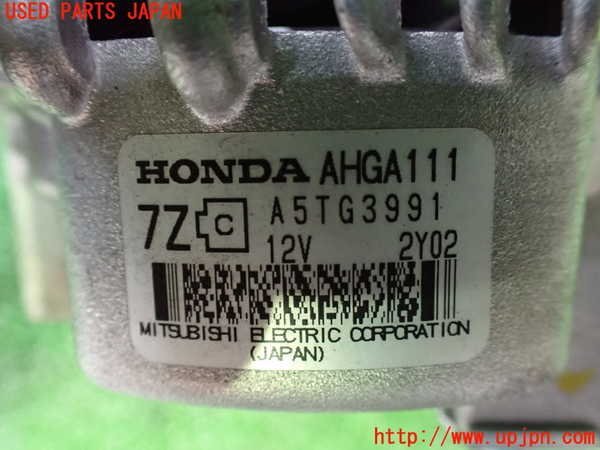 USED PARTS JAPAN
HONDA AHGA111
7Z C A5TG3991
12V 2Y02
MITSUBISHI ELECTRIC CORPORATION
(JAPAN)
http://www.upjpn.com/